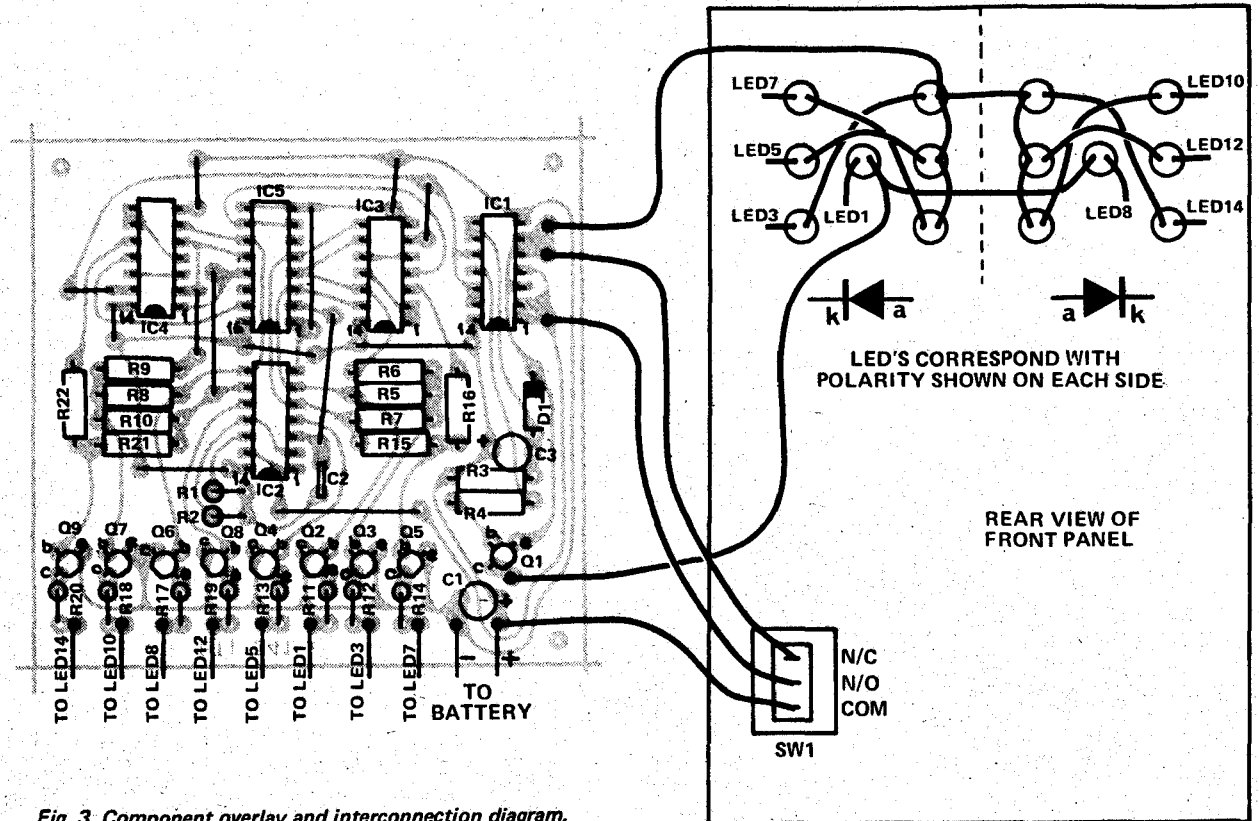 LED7
LED10
LED5
LED12
LED3
LED1
LED8
LED14
k a
a k
LED'S CORRESPOND WITH
POLARITY SHOWN ON EACH SIDE
REAR VIEW OF
FRONT PANEL
N/C
N/O
COM
SW1
IC5
IC3
IC1
14 1
IC4
16 1
14 1
14 1
R9
R8
R10
R21
R22
R6
R5
R7
R15
R16
D1
+
C3
R3
R4
14 1
IC2
C2
R1
R2
Q9
Q7
Q6
Q8
Q4
Q2
Q3
Q5
Q1
b
e
c
C1
+
R20
R18
R17
R19
R13
R11
R12
R14
TO LED14
TO LED10
TO LED8
TO LED12
TO LED5
TO LED1
TO LED3
TO LED7
- +
TO
BATTERY
Fig. 3. Component overlay and interconnection diagram.